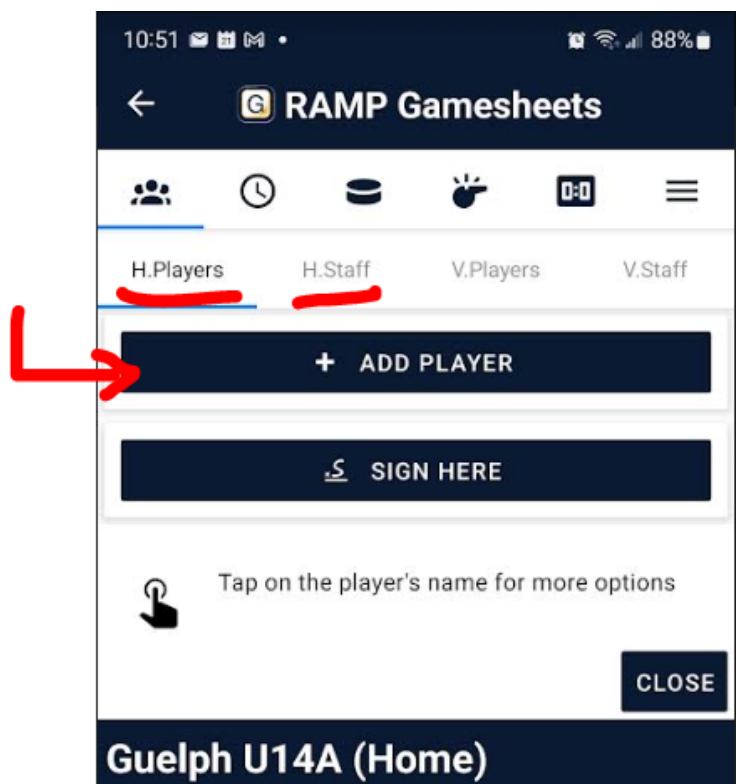 10:51 88%
G RAMP Gamesheets
0:0
H.Players H.Staff V.Players V.Staff
+ ADD PLAYER
SIGN HERE
Tap on the player's name for more options
CLOSE
Guelph U14A (Home)